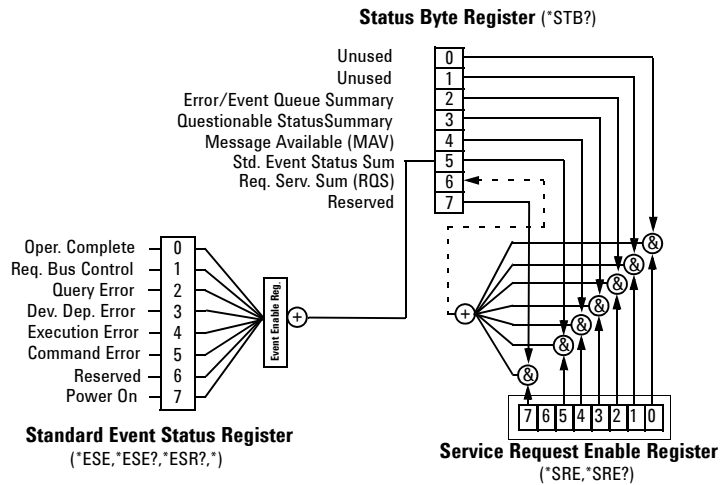 Status Byte Register (*STB?)
Unused 0
Unused 1
Error/Event Queue Summary 2
Questionable StatusSummary 3
Message Available (MAV) 4
Std. Event Status Sum 5
Req. Serv. Sum (RQS) 6
Reserved 7
Oper. Complete 0
Req. Bus Control 1
Query Error 2
Dev. Dep. Error 3
Execution Error 4
Command Error 5
Reserved 6
Power On 7
Event Enable Reg.
+
+
&
&
&
&
&
&
&
7 6 5 4 3 2 1 0
Standard Event Status Register
(*ESE,*ESE?,*ESR?,*)
Service Request Enable Register
(*SRE,*SRE?)